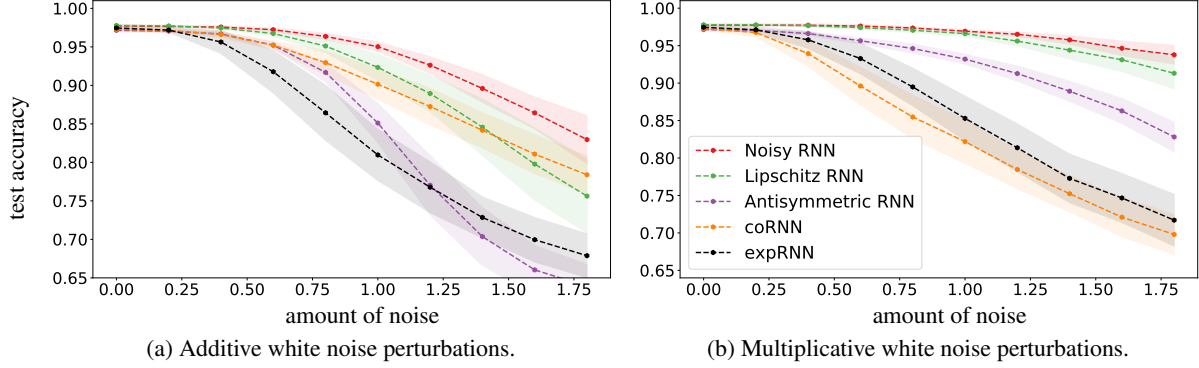 test accuracy
1.00
0.95
0.90
0.85
0.80
0.75
0.70
0.65
0.00 0.25 0.50 0.75 1.00 1.25 1.50 1.75
amount of noise
(a) Additive white noise perturbations.
1.00
0.95
0.90
0.85
0.80
0.75
0.70
0.65
Noisy RNN
Lipschitz RNN
Antisymmetric RNN
coRNN
expRNN
0.00 0.25 0.50 0.75 1.00 1.25 1.50 1.75
amount of noise
(b) Multiplicative white noise perturbations.